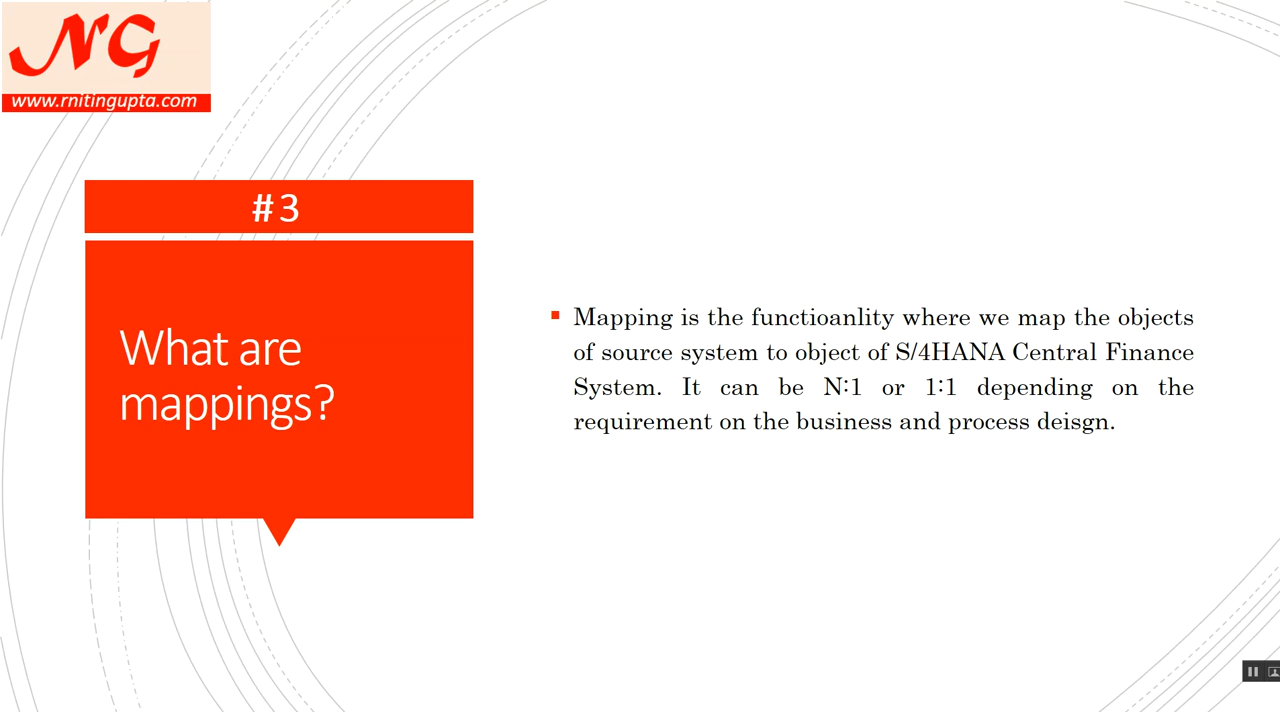 NG
www.rnitingupta.com
#3
What are
mappings?
Mapping is the functioanlity where we map the objects
of source system to object of S/4HANA Central Finance
System. It can be N:1 or 1:1 depending on the
requirement on the business and process deisgn.